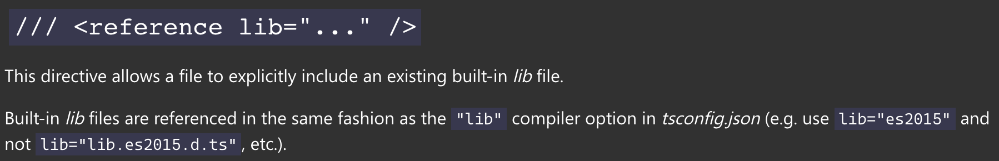 /// <reference lib="..." />
This directive allows a file to explicitly include an existing built-in lib file.
Built-in lib files are referenced in the same fashion as the "lib" compiler option in tsconfig.json (e.g. use lib="es2015" and
not lib="lib.es2015.d.ts", etc.).